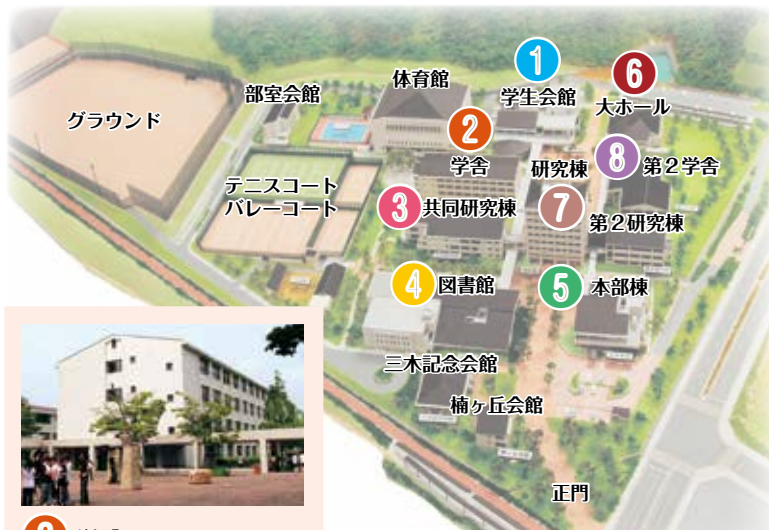 1
6
体育館
部室会館
学生会館
大ホール
グラウンド
2
8
学舎
研究棟
第2学舎
テニスコート
バレーコート
3
共同研究棟
7
第2研究棟
4
図書館
5
本部棟
三木記念会館
楠ヶ丘会館
正門